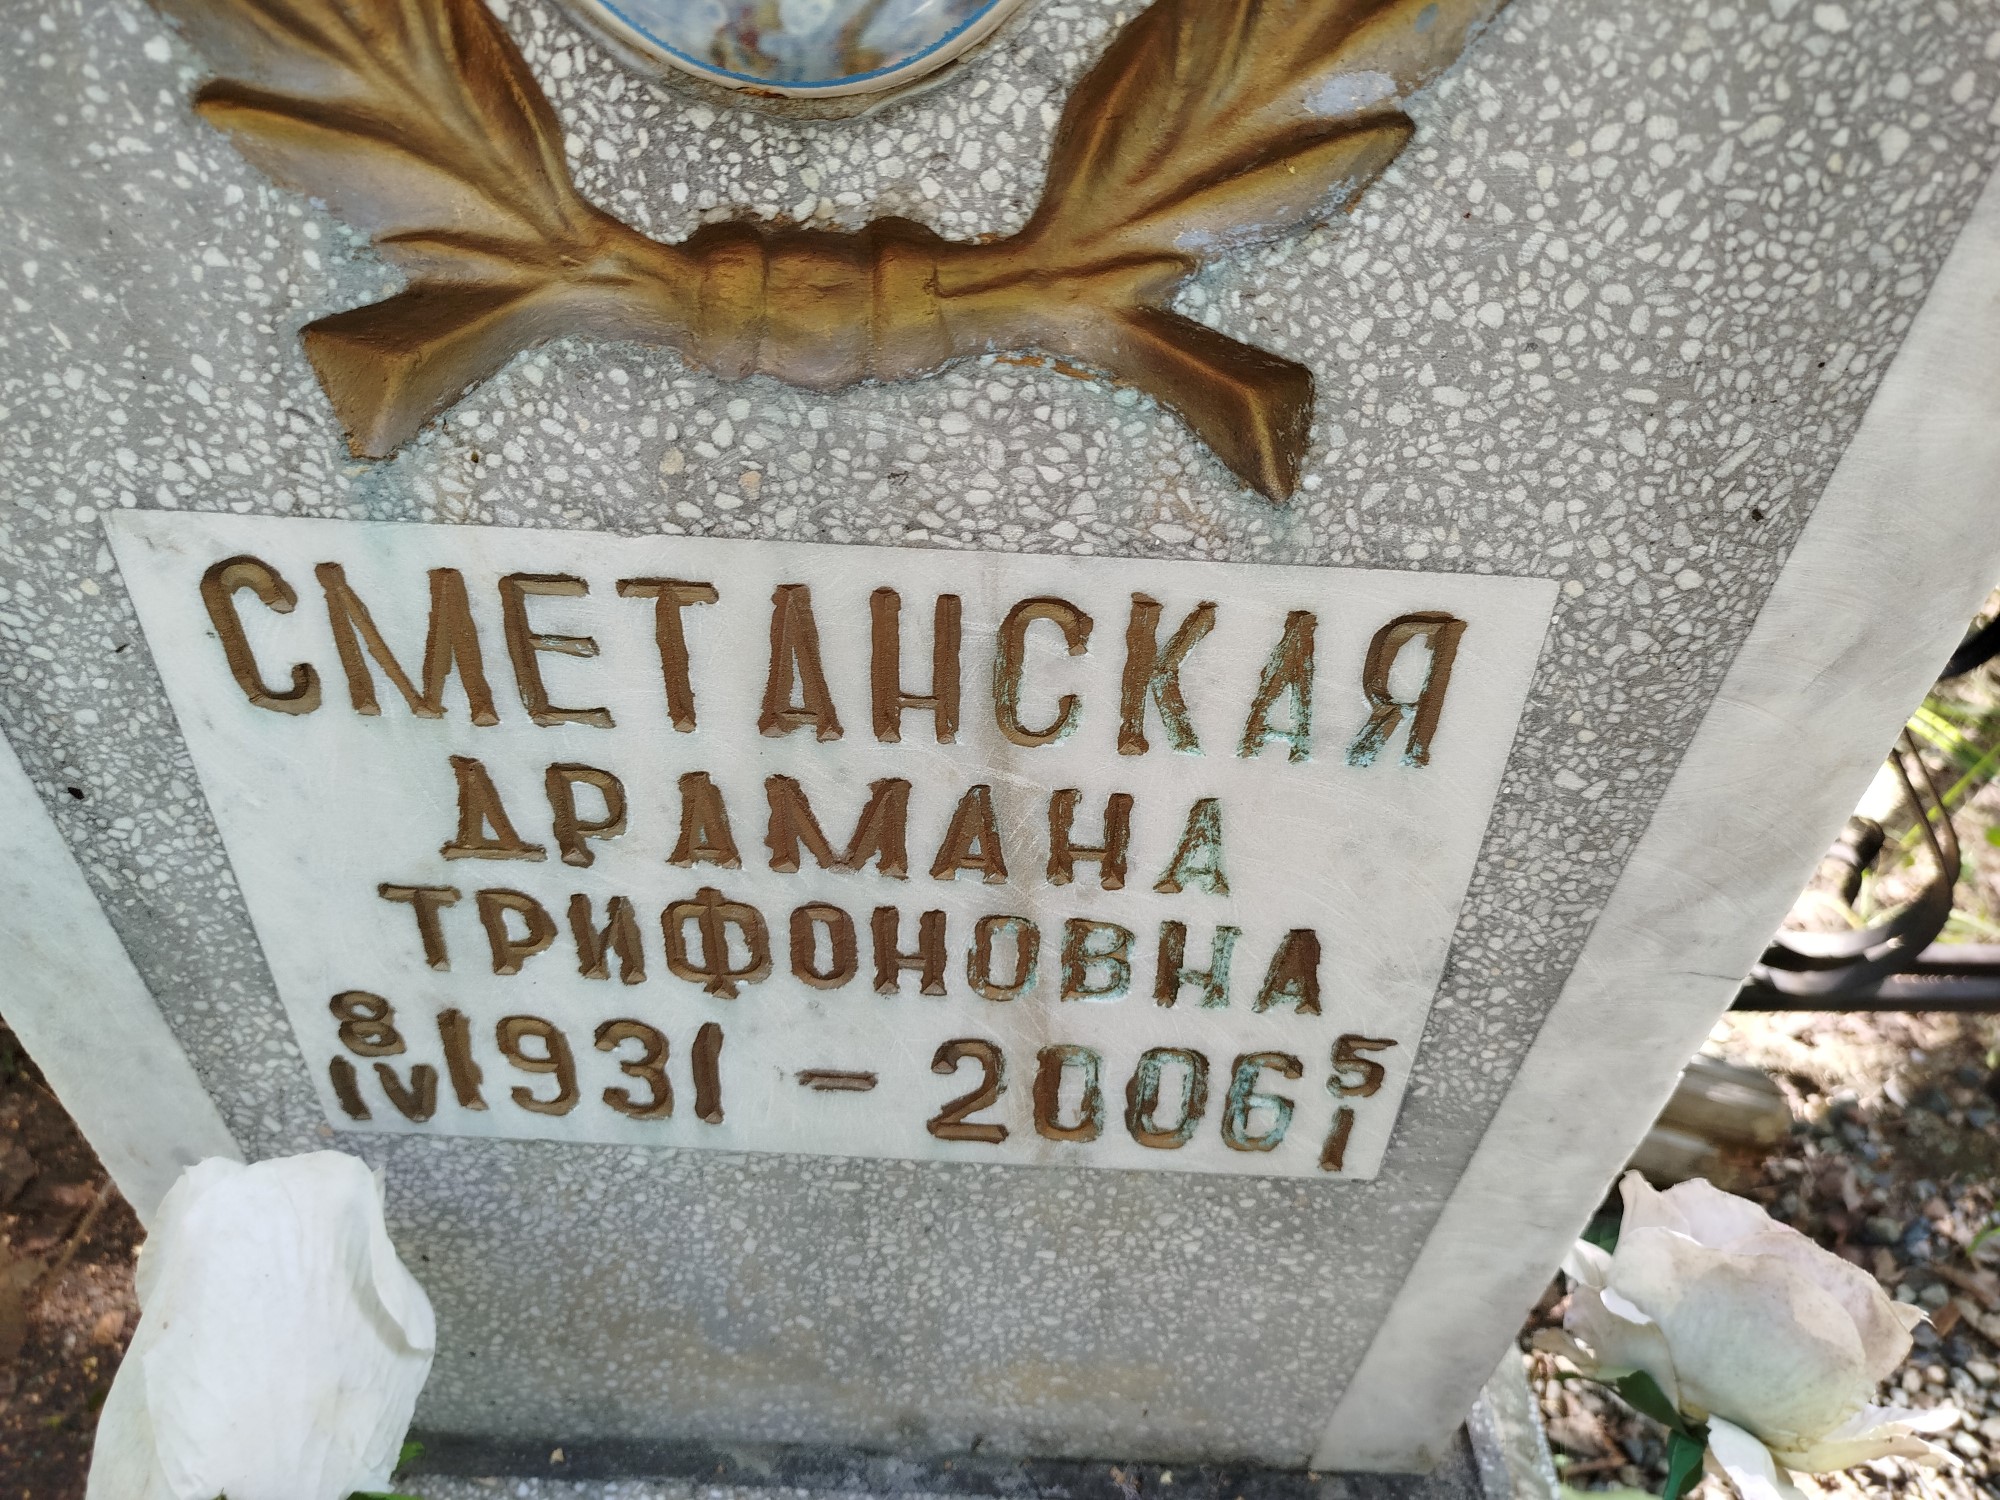 СМЕТАНСКАЯ
ДРАМАНА
ТРИФОНОВНА
8/IV 1931 – 2006 5/I